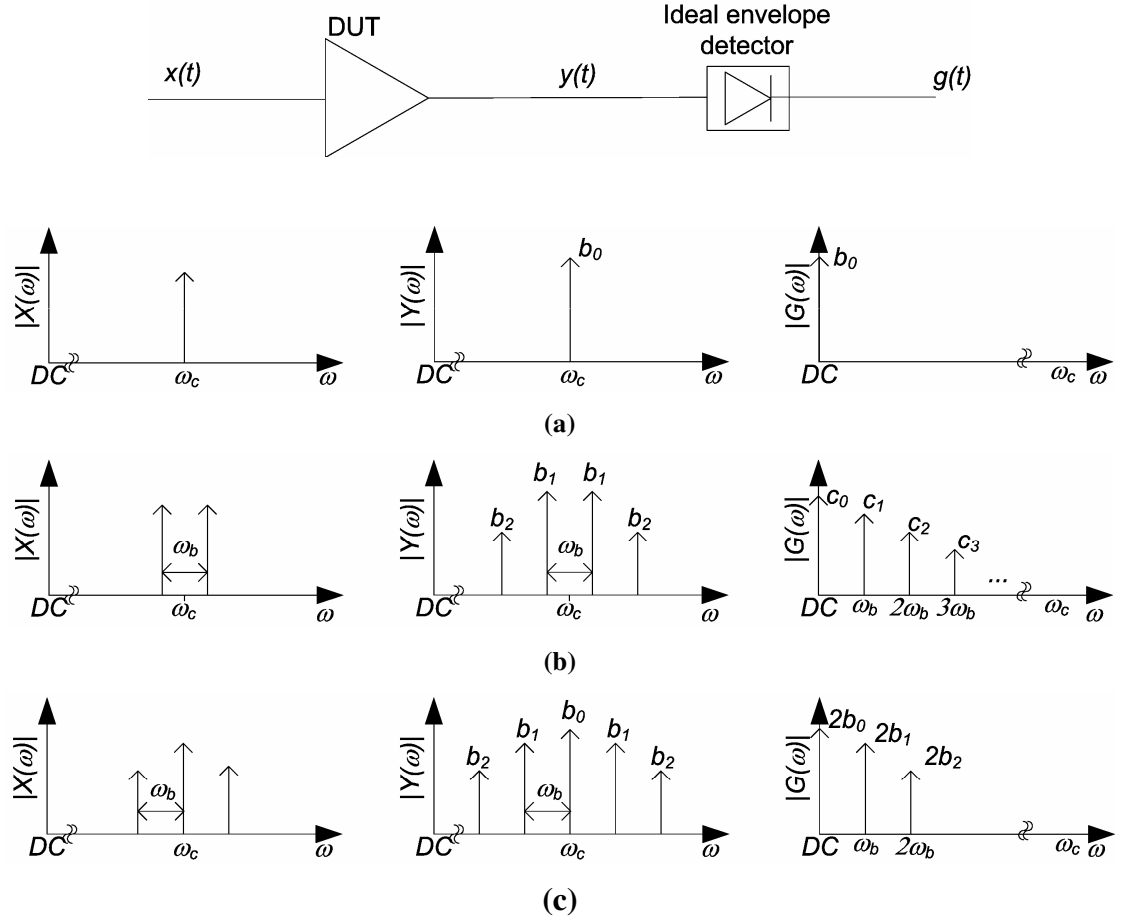 Ideal envelope
detector
DUT
x(t)
y(t)
g(t)
|X(ω)|
DC
ωc
ω
|Y(ω)|
b0
DC
ωc
ω
|G(ω)|
b0
DC
ωc
ω
(a)
|X(ω)|
ωb
DC
ωc
ω
|Y(ω)|
b2
b1
b1
b2
ωb
DC
ωc
ω
|G(ω)|
c0
c1
c2
c3
...
DC
ωb
2ωb
3ωb
ωc
ω
(b)
|X(ω)|
ωb
DC
ωc
ω
|Y(ω)|
b2
b1
b0
b1
b2
ωb
DC
ωc
ω
|G(ω)|
2b0
2b1
2b2
DC
ωb
2ωb
ωc
ω
(c)